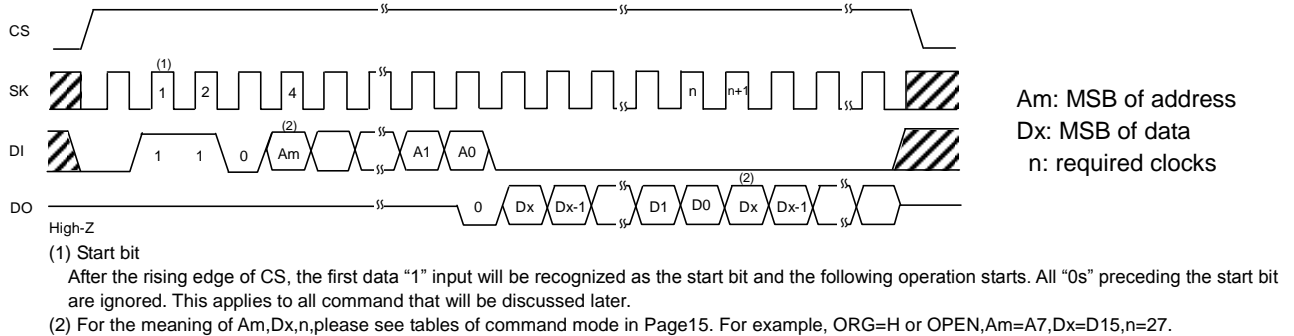 CS
(1)
SK 1 2 4 n n+1
Am: MSB of address
Dx: MSB of data
n: required clocks
(2)
DI 1 1 0 Am A1 A0
(2)
DO 0 Dx Dx-1 D1 D0 Dx Dx-1
High-Z
(1) Start bit
After the rising edge of CS, the first data “1” input will be recognized as the start bit and the following operation starts. All “0s” preceding the start bit
are ignored. This applies to all command that will be discussed later.
(2) For the meaning of Am,Dx,n,please see tables of command mode in Page15. For example, ORG=H or OPEN,Am=A7,Dx=D15,n=27.